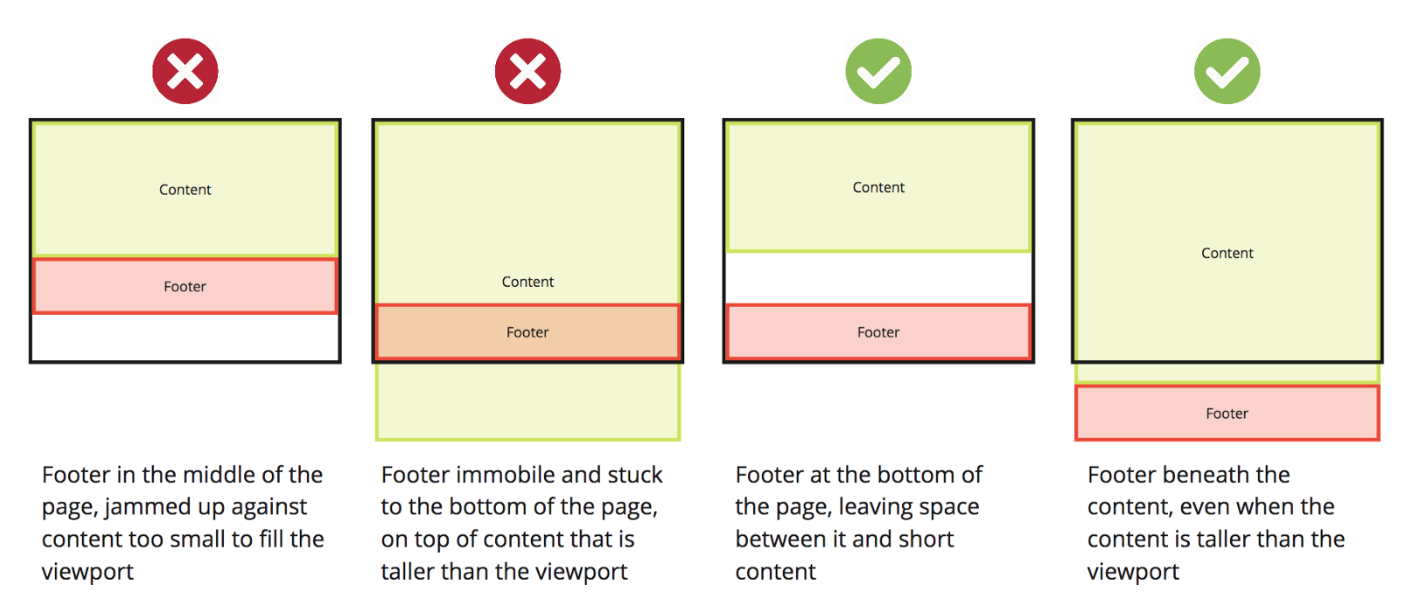 Content
Footer
Content
Footer
Content
Footer
Content
Footer
Footer in the middle of the
page, jammed up against
content too small to fill the
viewport
Footer immobile and stuck
to the bottom of the page,
on top of content that is
taller than the viewport
Footer at the bottom of
the page, leaving space
between it and short
content
Footer beneath the
content, even when the
content is taller than the
viewport